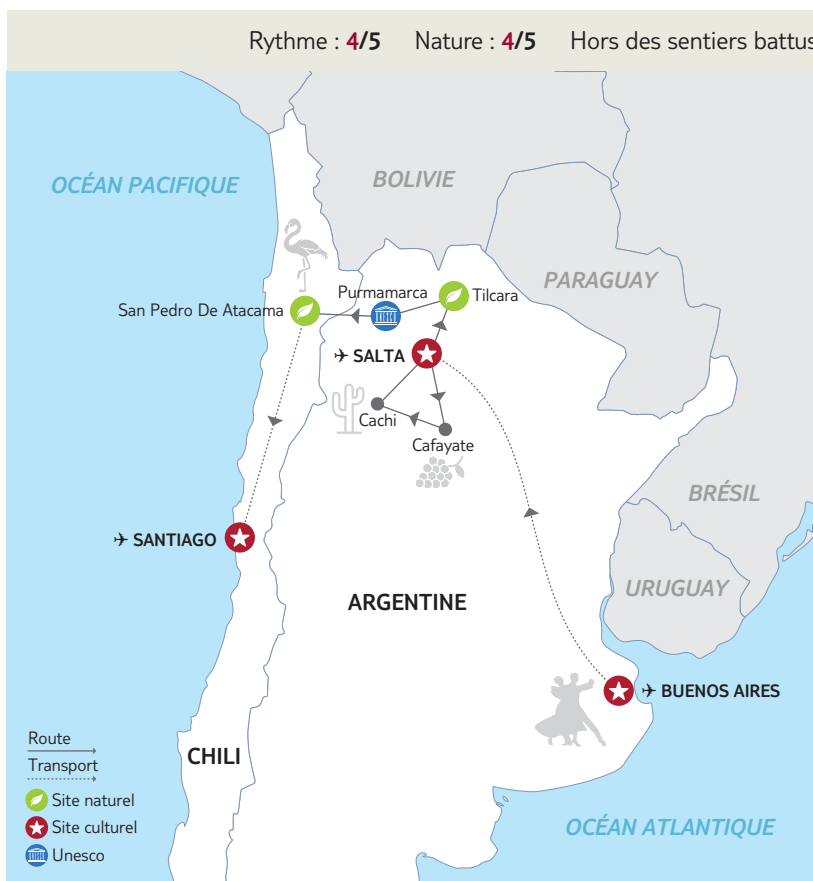 Rythme : 4/5 Nature : 4/5 Hors des sentiers battus
OCÉAN PACIFIQUE
BOLIVIE
PARAGUAY
Purmamarca
Tilcara
San Pedro De Atacama
UNESCO
SALTA
Cachi
Cafayate
BRÉSIL
SANTIAGO
URUGUAY
ARGENTINE
BUENOS AIRES
CHILI
OCÉAN ATLANTIQUE
Route
Transport
Site naturel
Site culturel
Unesco